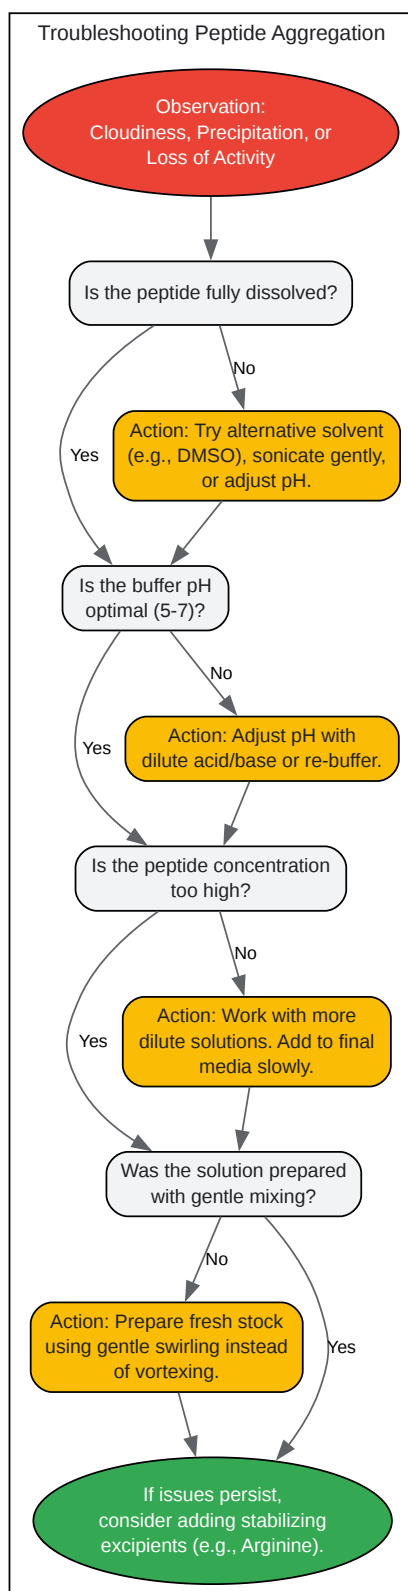 Troubleshooting Peptide Aggregation
Observation:
Cloudiness, Precipitation, or
Loss of Activity
Is the peptide fully dissolved?
No
Action: Try alternative solvent
(e.g., DMSO), sonicate gently,
or adjust pH.
Yes
Is the buffer pH
optimal (5-7)?
No
Action: Adjust pH with
dilute acid/base or re-buffer.
Yes
Is the peptide concentration
too high?
No
Action: Work with more
dilute solutions. Add to final
media slowly.
Yes
Was the solution prepared
with gentle mixing?
No
Action: Prepare fresh stock
using gentle swirling instead
of vortexing.
Yes
If issues persist,
consider adding stabilizing
excipients (e.g., Arginine).